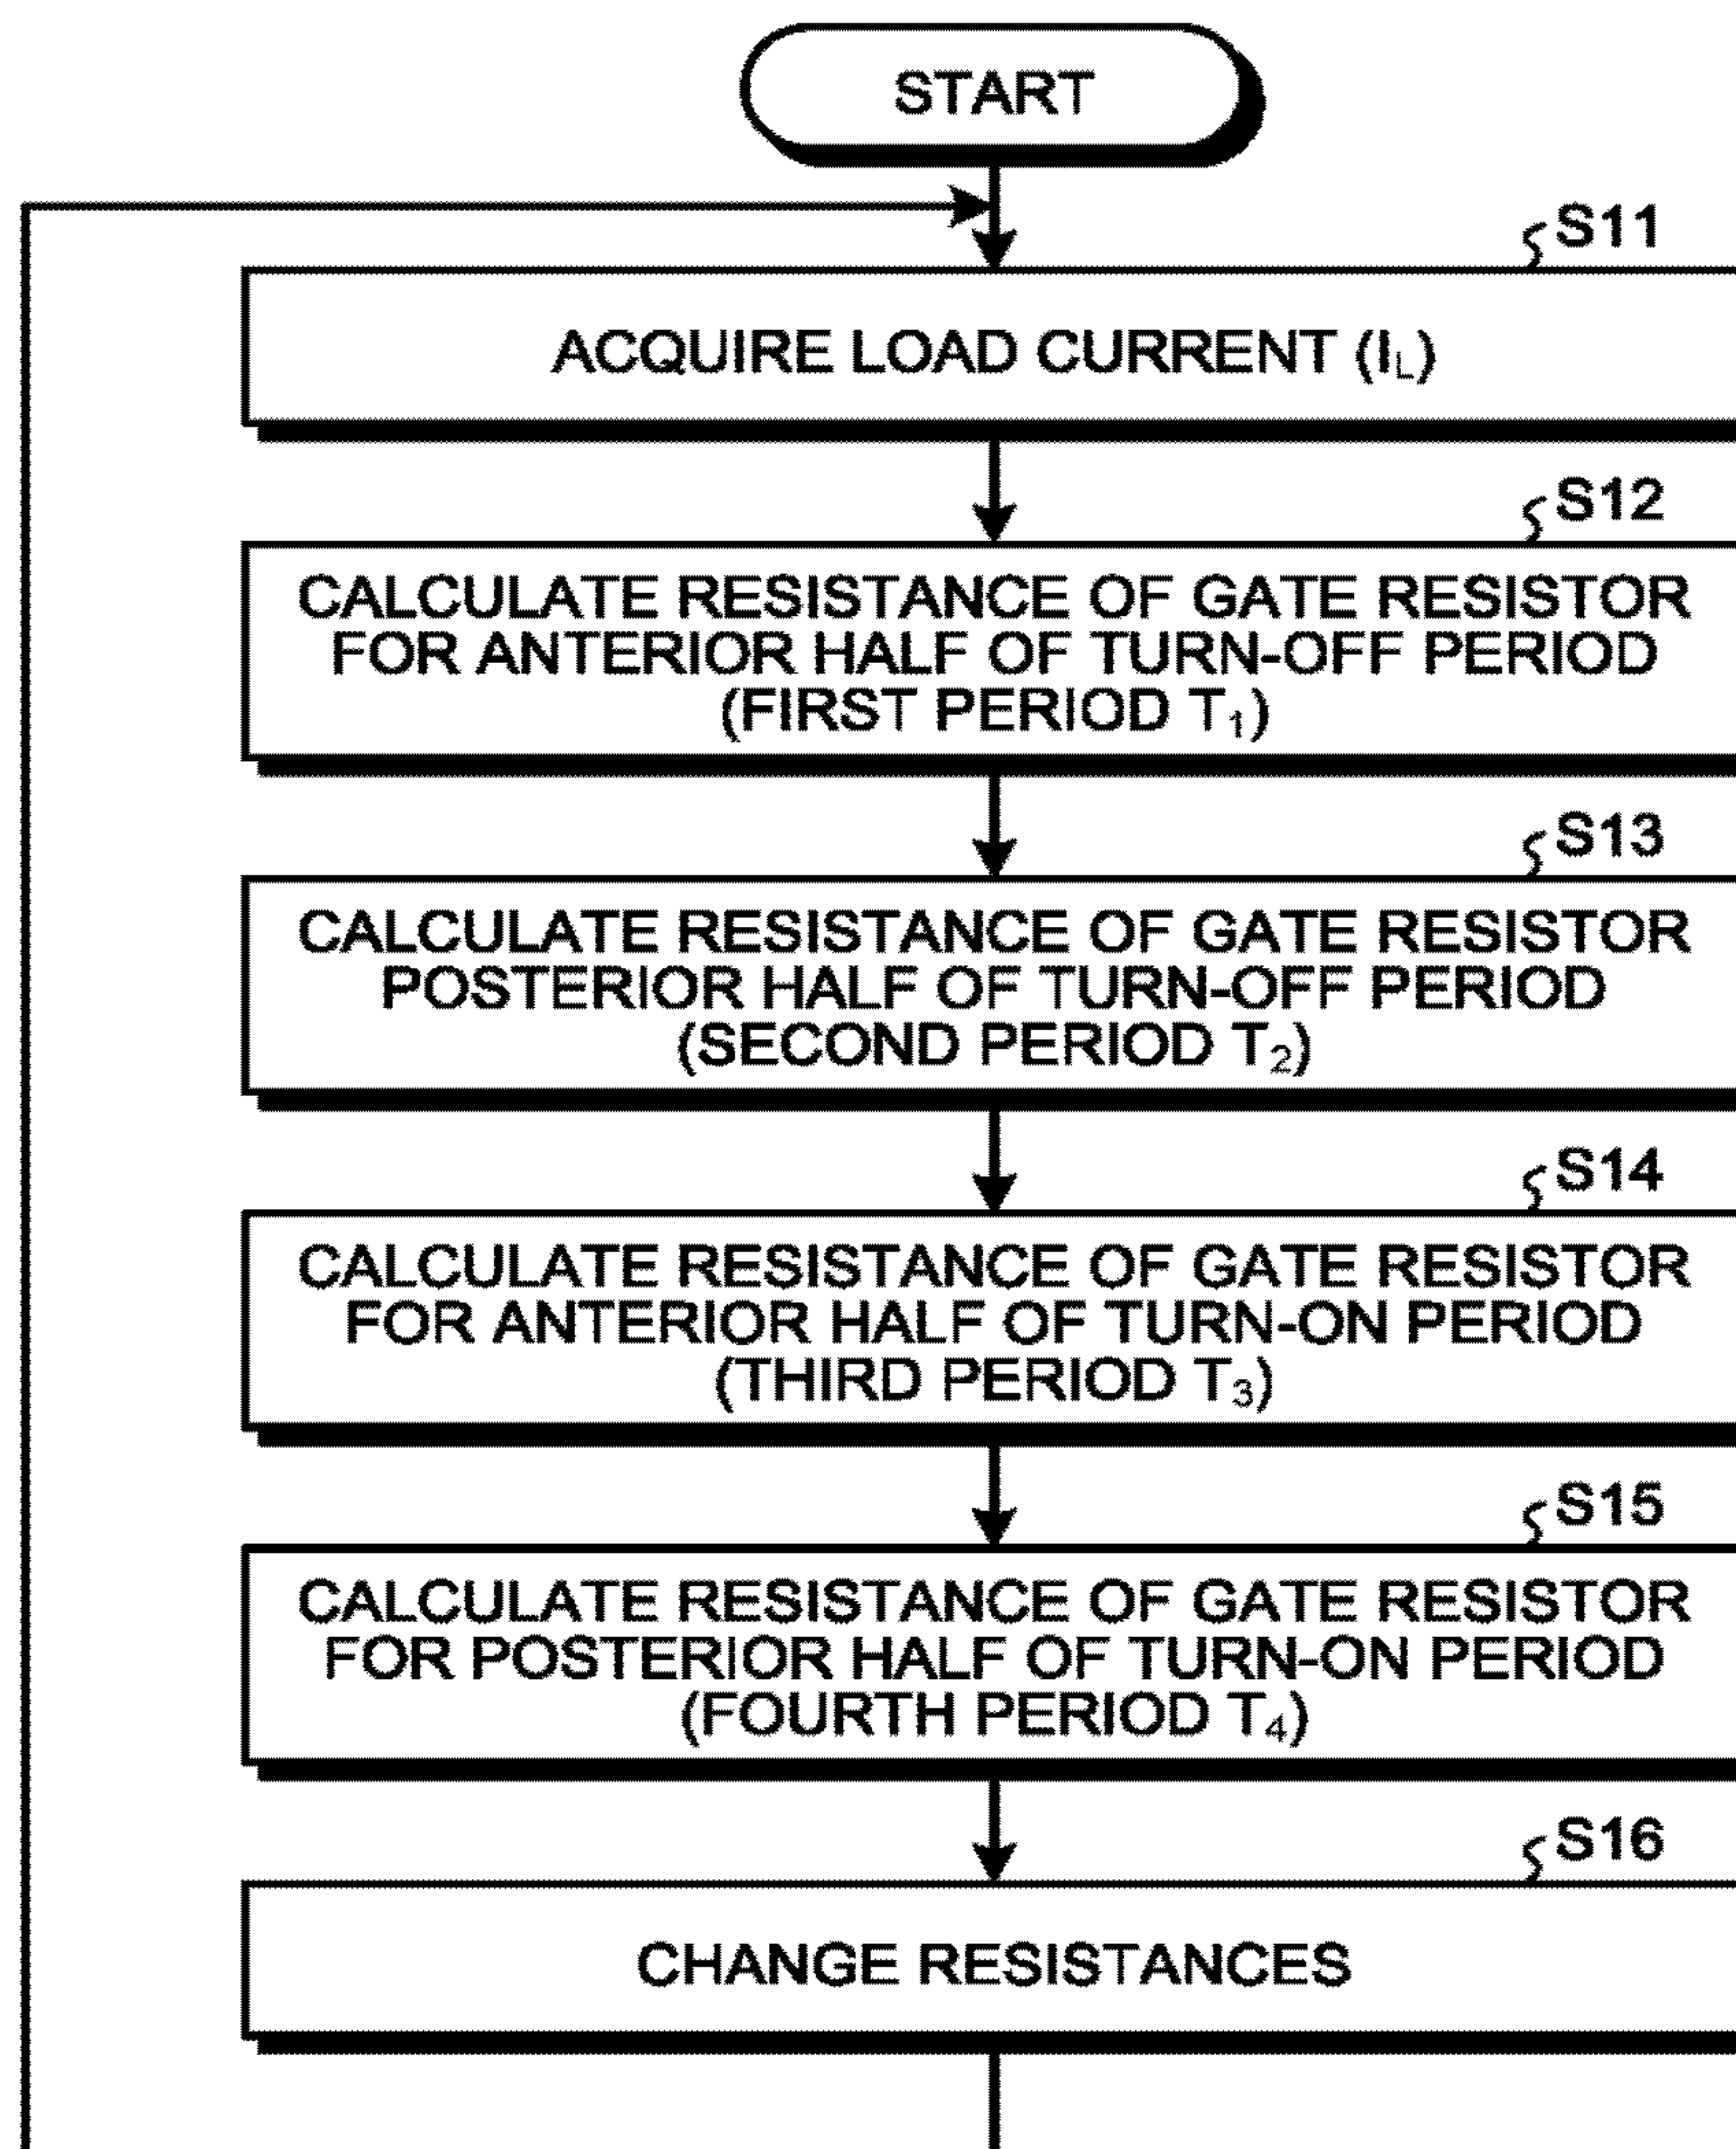 START
S11
ACQUIRE LOAD CURRENT (I_L)
S12
CALCULATE RESISTANCE OF GATE RESISTOR
FOR ANTERIOR HALF OF TURN-OFF PERIOD
(FIRST PERIOD T₁)
S13
CALCULATE RESISTANCE OF GATE RESISTOR
POSTERIOR HALF OF TURN-OFF PERIOD
(SECOND PERIOD T₂)
S14
CALCULATE RESISTANCE OF GATE RESISTOR
FOR ANTERIOR HALF OF TURN-ON PERIOD
(THIRD PERIOD T₃)
S15
CALCULATE RESISTANCE OF GATE RESISTOR
FOR POSTERIOR HALF OF TURN-ON PERIOD
(FOURTH PERIOD T₄)
S16
CHANGE RESISTANCES